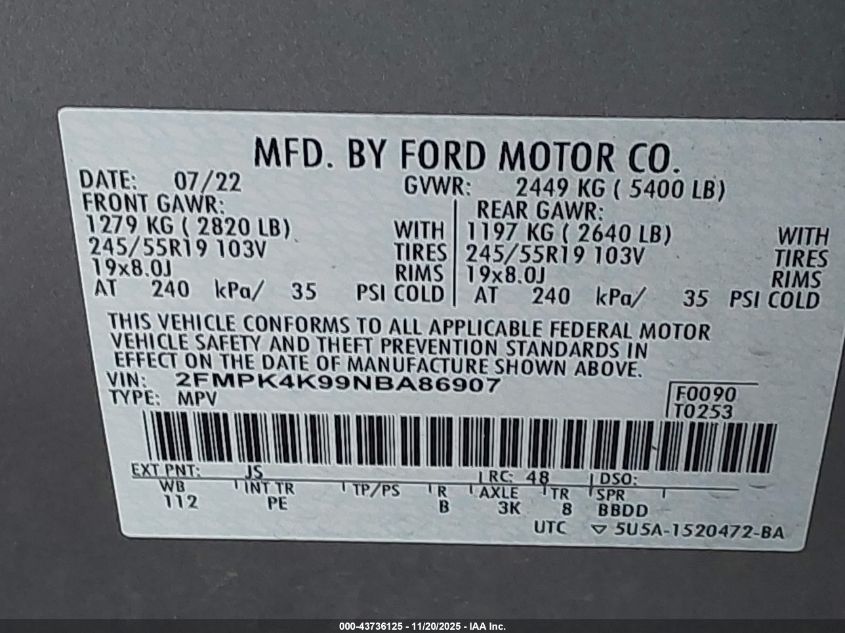 MFD. BY FORD MOTOR CO.
DATE: 07/22 GVWR: 2449 KG ( 5400 LB)
FRONT GAWR: REAR GAWR:
1279 KG ( 2820 LB) WITH 1197 KG ( 2640 LB) WITH
245/55R19 103V TIRES 245/55R19 103V TIRES
19x8.0J RIMS 19x8.0J RIMS
AT 240 kPa/ 35 PSI COLD AT 240 kPa/ 35 PSI COLD
THIS VEHICLE CONFORMS TO ALL APPLICABLE FEDERAL MOTOR
VEHICLE SAFETY AND THEFT PREVENTION STANDARDS IN
EFFECT ON THE DATE OF MANUFACTURE SHOWN ABOVE.
VIN: 2FMPK4K99NBA86907
TYPE: MPV
F0090
T0253
EXT PNT: JS RC: 48 DSO:
WB INT TR TP/PS R AXLE TR SPR
112 PE B 3K 8 BBDD
UTC ▽ 5U5A-1520472-BA
000-43736125 - 11/20/2025 - IAA Inc.